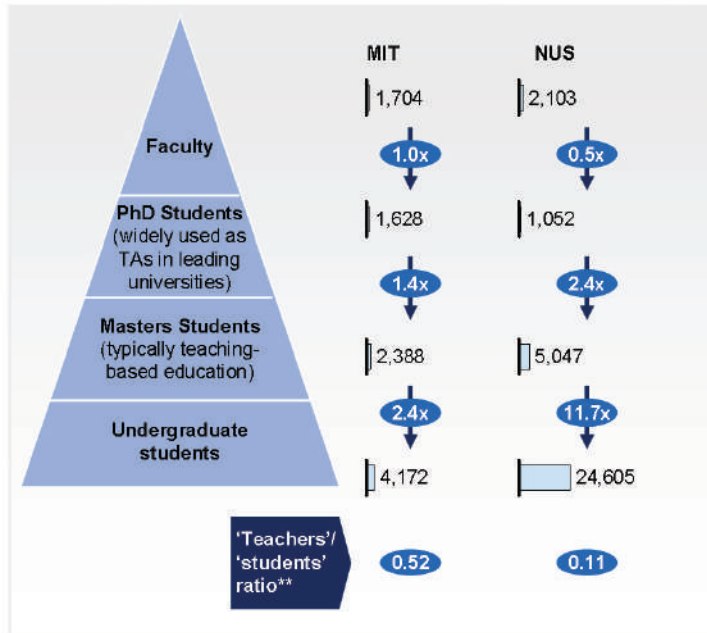 MIT
NUS
1,704
2,103
Faculty
1.0x
0.5x
PhD Students
(widely used as
TAs in leading
universities)
1,628
1,052
1.4x
2.4x
Masters Students
(typically teaching-
based education)
2,388
5,047
2.4x
11.7x
Undergraduate
students
4,172
24,605
'Teachers'/
'students'
ratio**
0.52
0.11